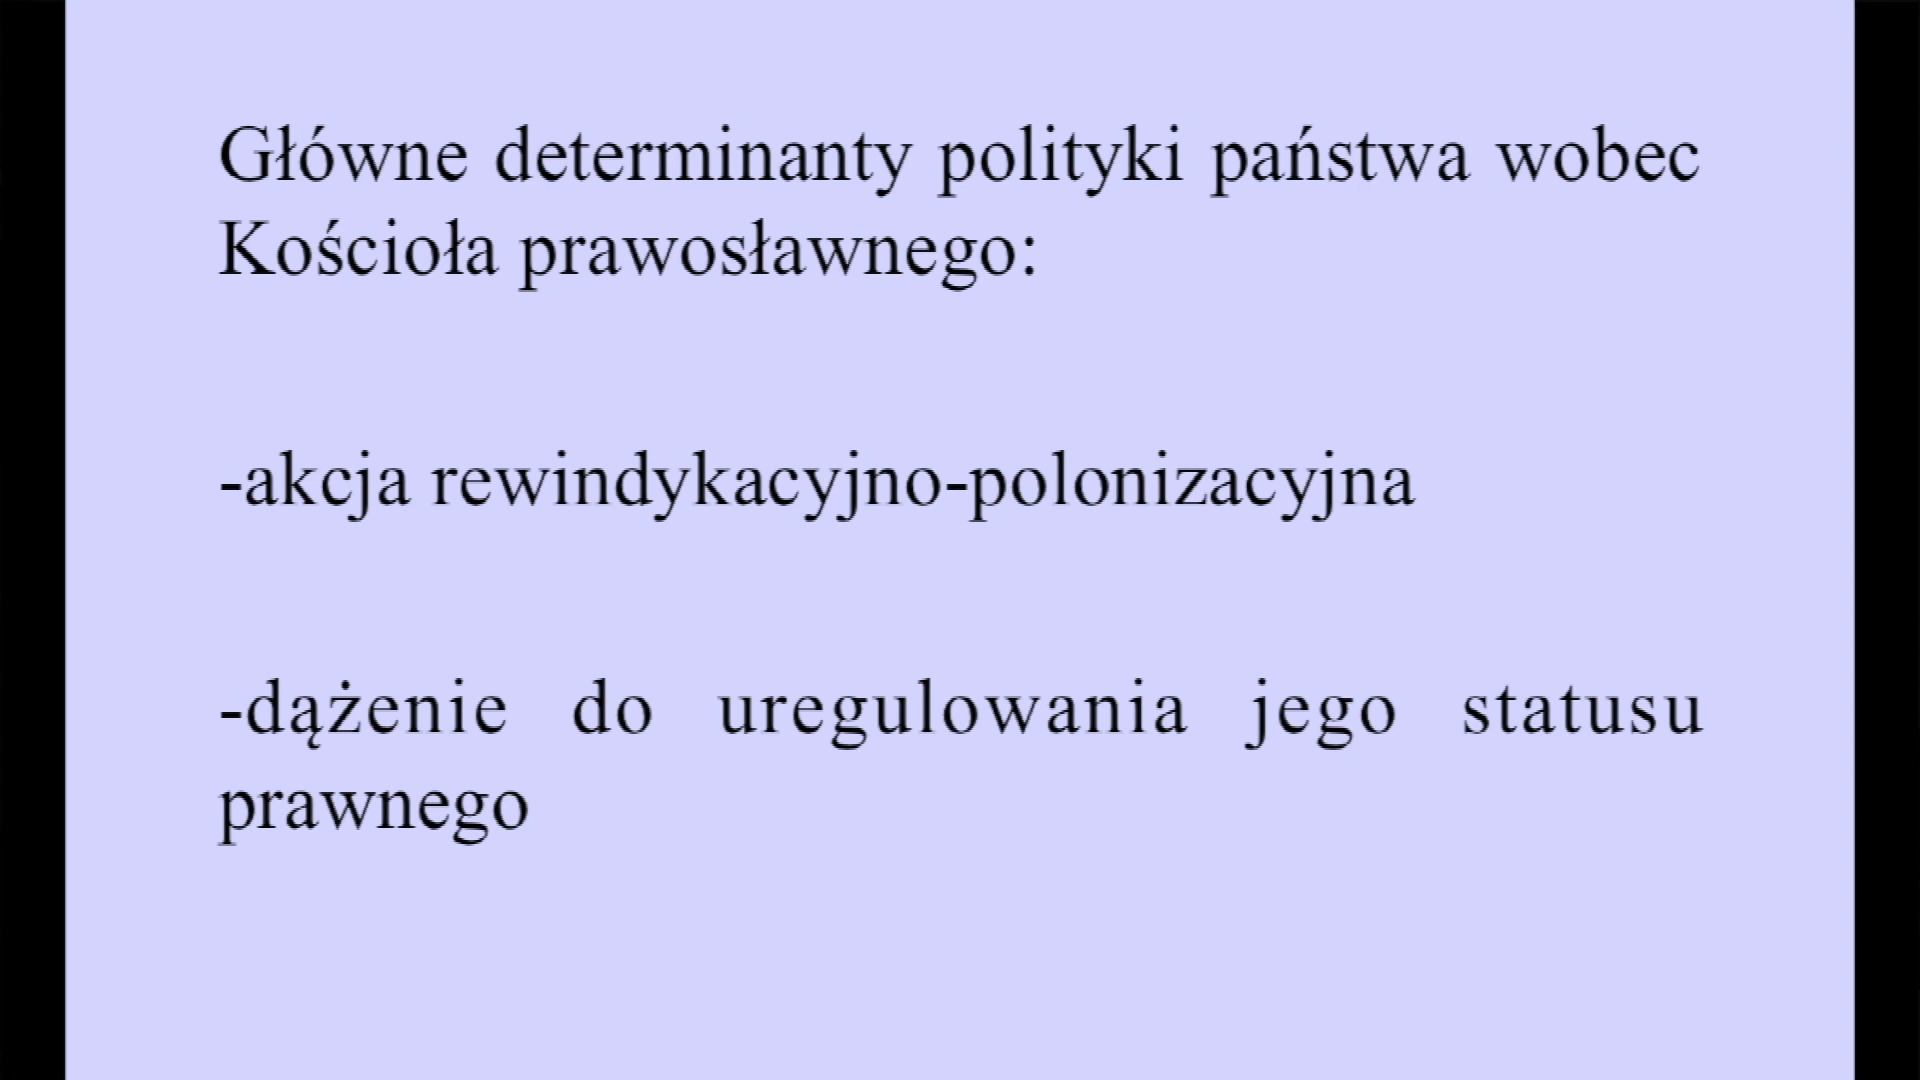 Główne determinanty polityki państwa wobec
Kościoła prawosławnego:
-akcja rewindykacyjno-polonizacyjna
-dążenie do uregulowania jego statusu
prawnego